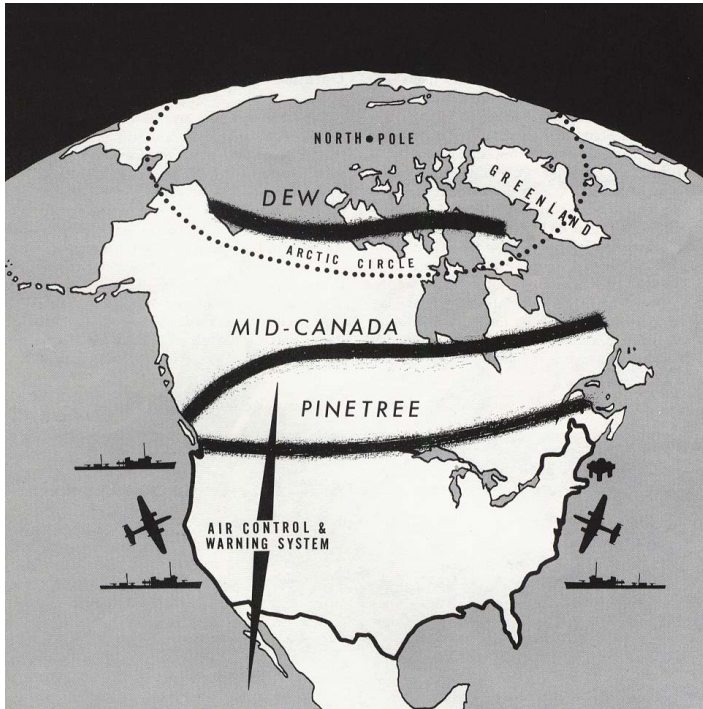 NORTH POLE
GREENLAND
DEW
ARCTIC CIRCLE
MID-CANADA
PINETREE
AIR CONTROL &
WARNING SYSTEM